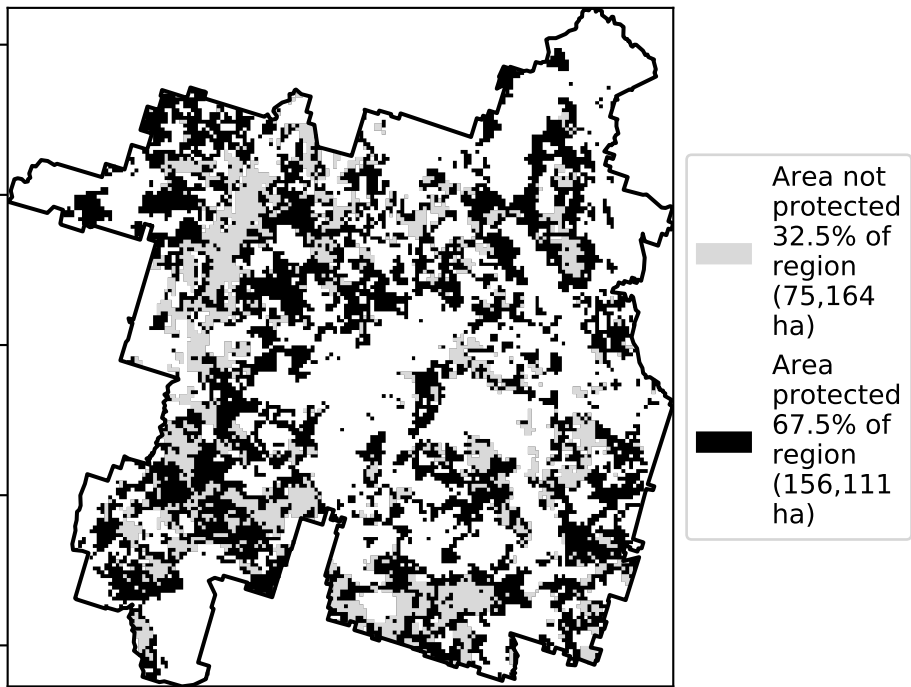 Area not
protected
32.5% of
region
(75,164
ha)
Area
protected
67.5% of
region
(156,111
ha)